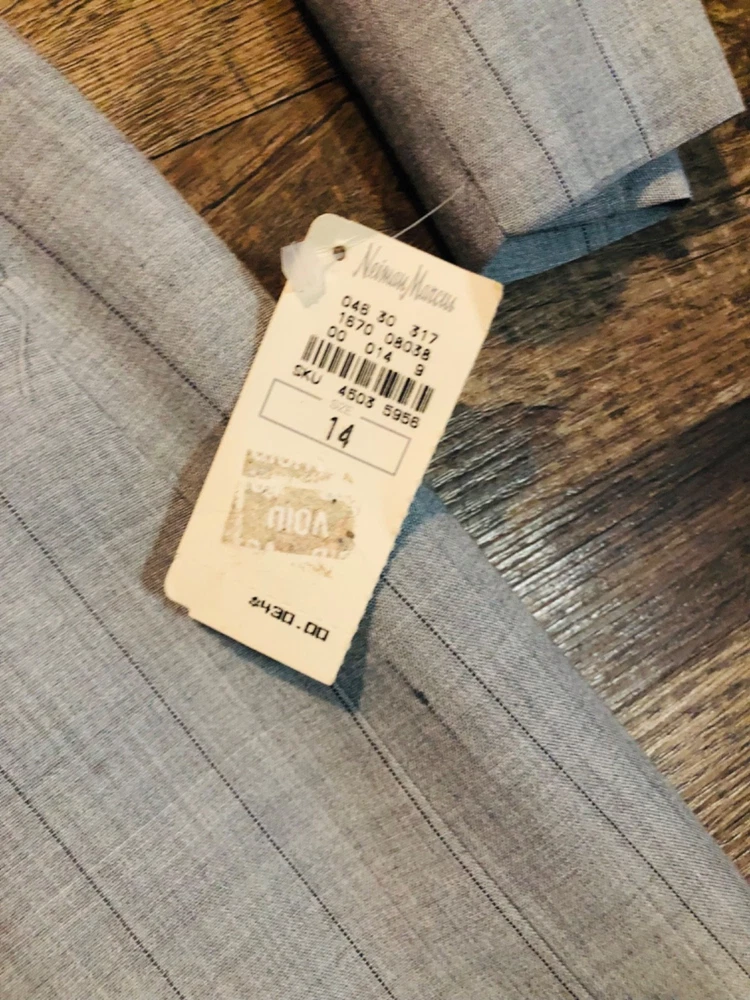 Neiman Marcus
048 30 317
1670 08038
00 014 9
SKU 4503 5956
SIZE
14
VOID
$430.00